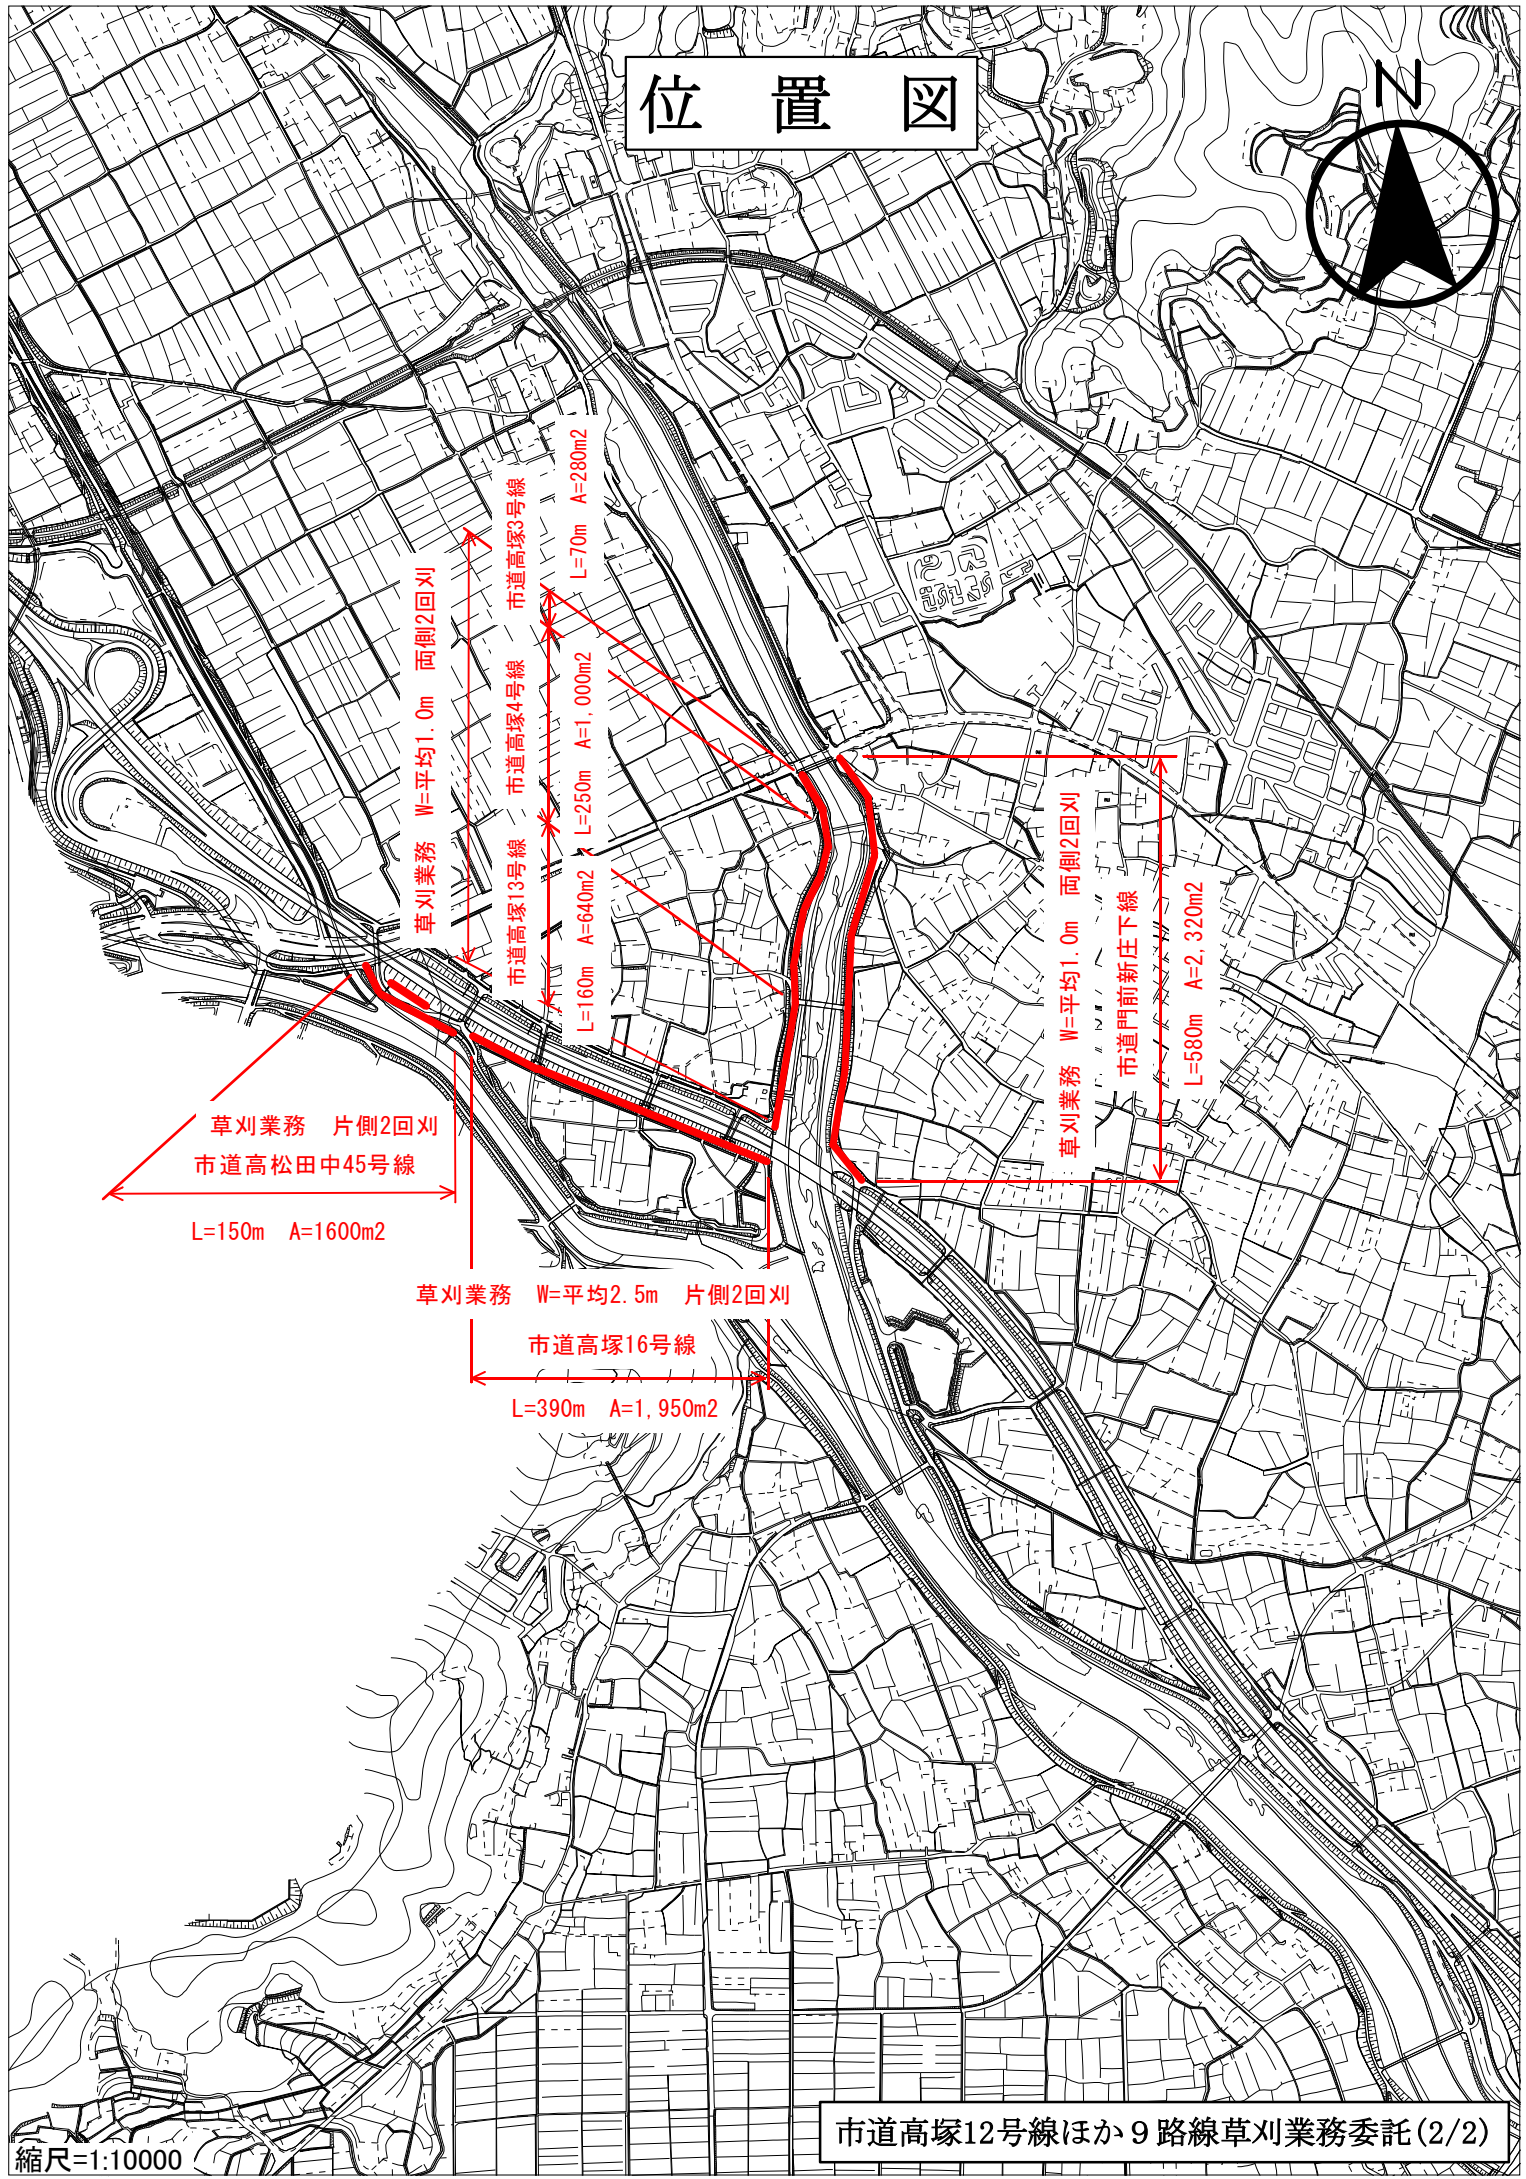 位　置　図
N
市道高塚3号線
L=70m　A=280m2
草刈業務　W=平均1.0m　両側2回刈
市道高塚4号線
L=250m　A=1,000m2
市道高塚13号線
L=160m　A=640m2
草刈業務　W=平均1.0m　両側2回刈
市道門前新庄下線
L=580m　A=2,320m2
草刈業務　片側2回刈
市道高松田中45号線
L=150m　A=1600m2
草刈業務　W=平均2.5m　片側2回刈
市道高塚16号線
L=390m　A=1,950m2
市道高塚12号線ほか９路線草刈業務委託(2/2)
縮尺=1:10000